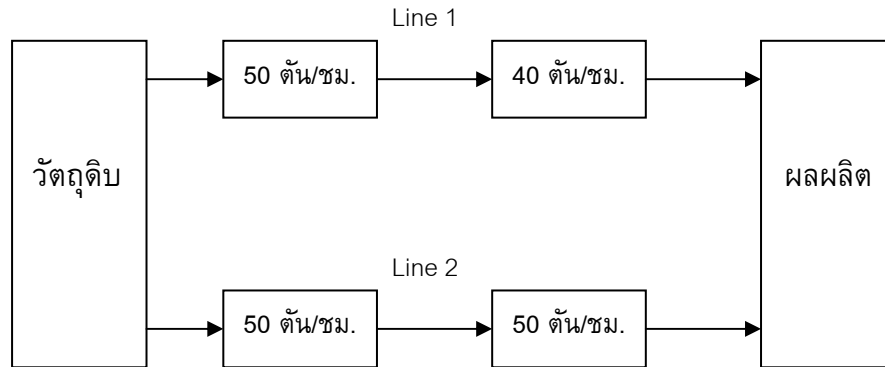 Line 1
50 ตัน/ชม.
40 ตัน/ชม.
วัตถุดิบ
ผลผลิต
Line 2
50 ตัน/ชม.
50 ตัน/ชม.